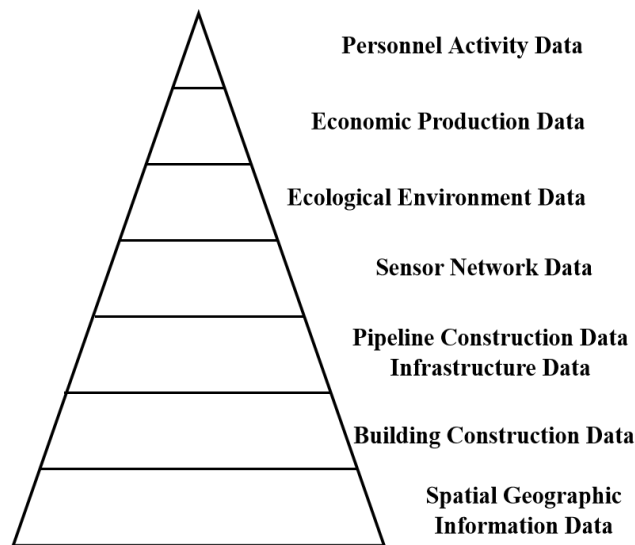 Personnel Activity Data
Economic Production Data
Ecological Environment Data
Sensor Network Data
Pipeline Construction Data
Infrastructure Data
Building Construction Data
Spatial Geographic
Information Data